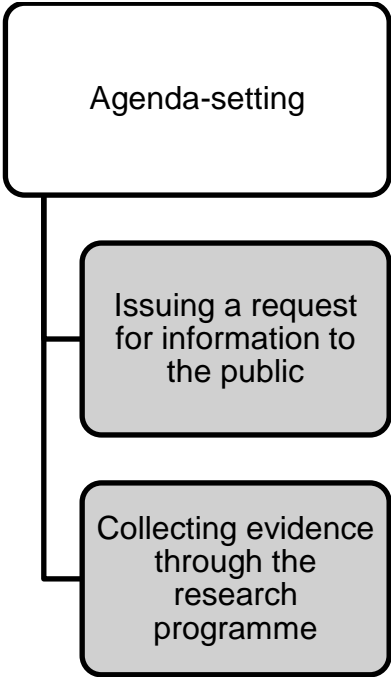 Agenda-setting
Issuing a request
for information to
the public
Collecting evidence
through the
research
programme